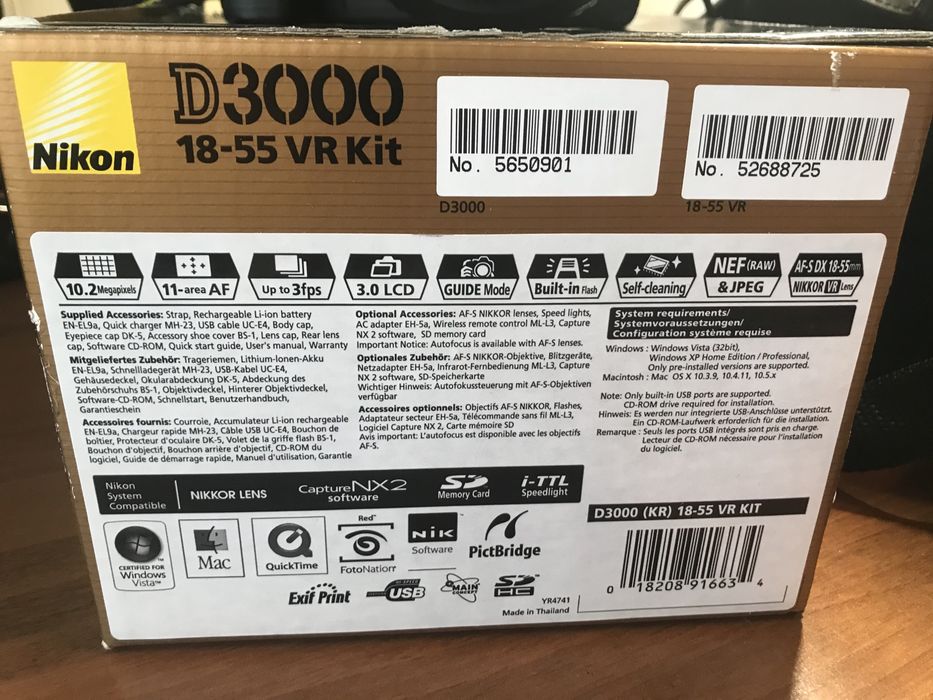 Nikon
D3000
18-55 VR Kit
No. 5650901
D3000
No. 52688725
18-55 VR
10.2 Megapixels
11-area AF
Up to 3fps
3.0 LCD
GUIDE Mode
Built-in Flash
Self-cleaning
NEF (RAW)
& JPEG
AF-S DX 18-55mm
NIKKOR VR Lens
Supplied Accessories: Strap, Rechargeable Li-ion battery
EN-EL9a, Quick charger MH-23, USB cable UC-E4, Body cap,
Eyepiece cap DK-5, Accessory shoe cover BS-1, Lens cap, Rear lens
cap, Software CD-ROM, Quick start guide, User's manual, Warranty
Mitgeliefertes Zubehör: Trageriemen, Lithium-Ionen-Akku
EN-EL9a, Schnellladegerät MH-23, USB-Kabel UC-E4,
Gehäusedeckel, Okularabdeckung DK-5, Abdeckung des
Zubehörschuhs BS-1, Objektivdeckel, Hinterer Objektivdeckel,
Software-CD-ROM, Schnellstart, Benutzerhandbuch,
Garantieschein
Accessoires fournis: Courroie, Accumulateur Li-ion rechargeable
EN-EL9a, Chargeur rapide MH-23, Câble USB UC-E4, Bouchon de
boîtier, Protecteur d'oculaire DK-5, Volet de la griffe flash BS-1,
Bouchon d'objectif, Bouchon arrière d'objectif, CD-ROM du
logiciel, Guide de démarrage rapide, Manuel d'utilisation, Garantie
Optional Accessories: AF-S NIKKOR lenses, Speed lights,
AC adapter EH-5a, Wireless remote control ML-L3, Capture
NX 2 software, SD memory card
Important Notice: Autofocus is available with AF-S lenses.
Optionales Zubehör: AF-S NIKKOR-Objektive, Blitzgeräte,
Netzadapter EH-5a, Infrarot-Fernbedienung ML-L3, Capture
NX 2 software, SD-Speicherkarte
Wichtiger Hinweis: Autofokussteuerung mit AF-S-Objektiven
verfügbar
Accessoires optionnels: Objectifs AF-S NIKKOR, Flashes,
Adaptateur secteur EH-5a, Télécommande sans fil ML-L3,
Logiciel Capture NX 2, Carte mémoire SD
Avis important: L'autofocus est disponible avec les objectifs
AF-S.
System requirements/
Systemvoraussetzungen/
Configuration système requise
Windows : Windows Vista (32bit),
Windows XP Home Edition / Professional,
Only pre-installed versions are supported.
Macintosh : Mac OS X 10.3.9, 10.4.11, 10.5.x
Note: Only built-in USB ports are supported.
CD-ROM drive required for installation.
Hinweis: Es werden nur integrierte USB-Anschlüsse unterstützt.
Ein CD-ROM-Laufwerk erforderlich für die installation.
Remarque : Seuls les ports USB intégrés sont pris en charge.
Lecteur de CD-ROM nécessaire pour l'installation
du logiciel.
Nikon
System
Compatible
NIKKOR LENS
Capture NX2
software
SD
Memory Card
i-TTL
Speedlight
CERTIFIED FOR
Windows
Vista™
Mac
QuickTime
Red™
FotoNation
NIK
Software
PictBridge
Exif Print
HI-SPEED
USB
MAIN
CONCEPT
SD
HC
YR4741
Made in Thailand
D3000 (KR) 18-55 VR KIT
0 18208 91663 4